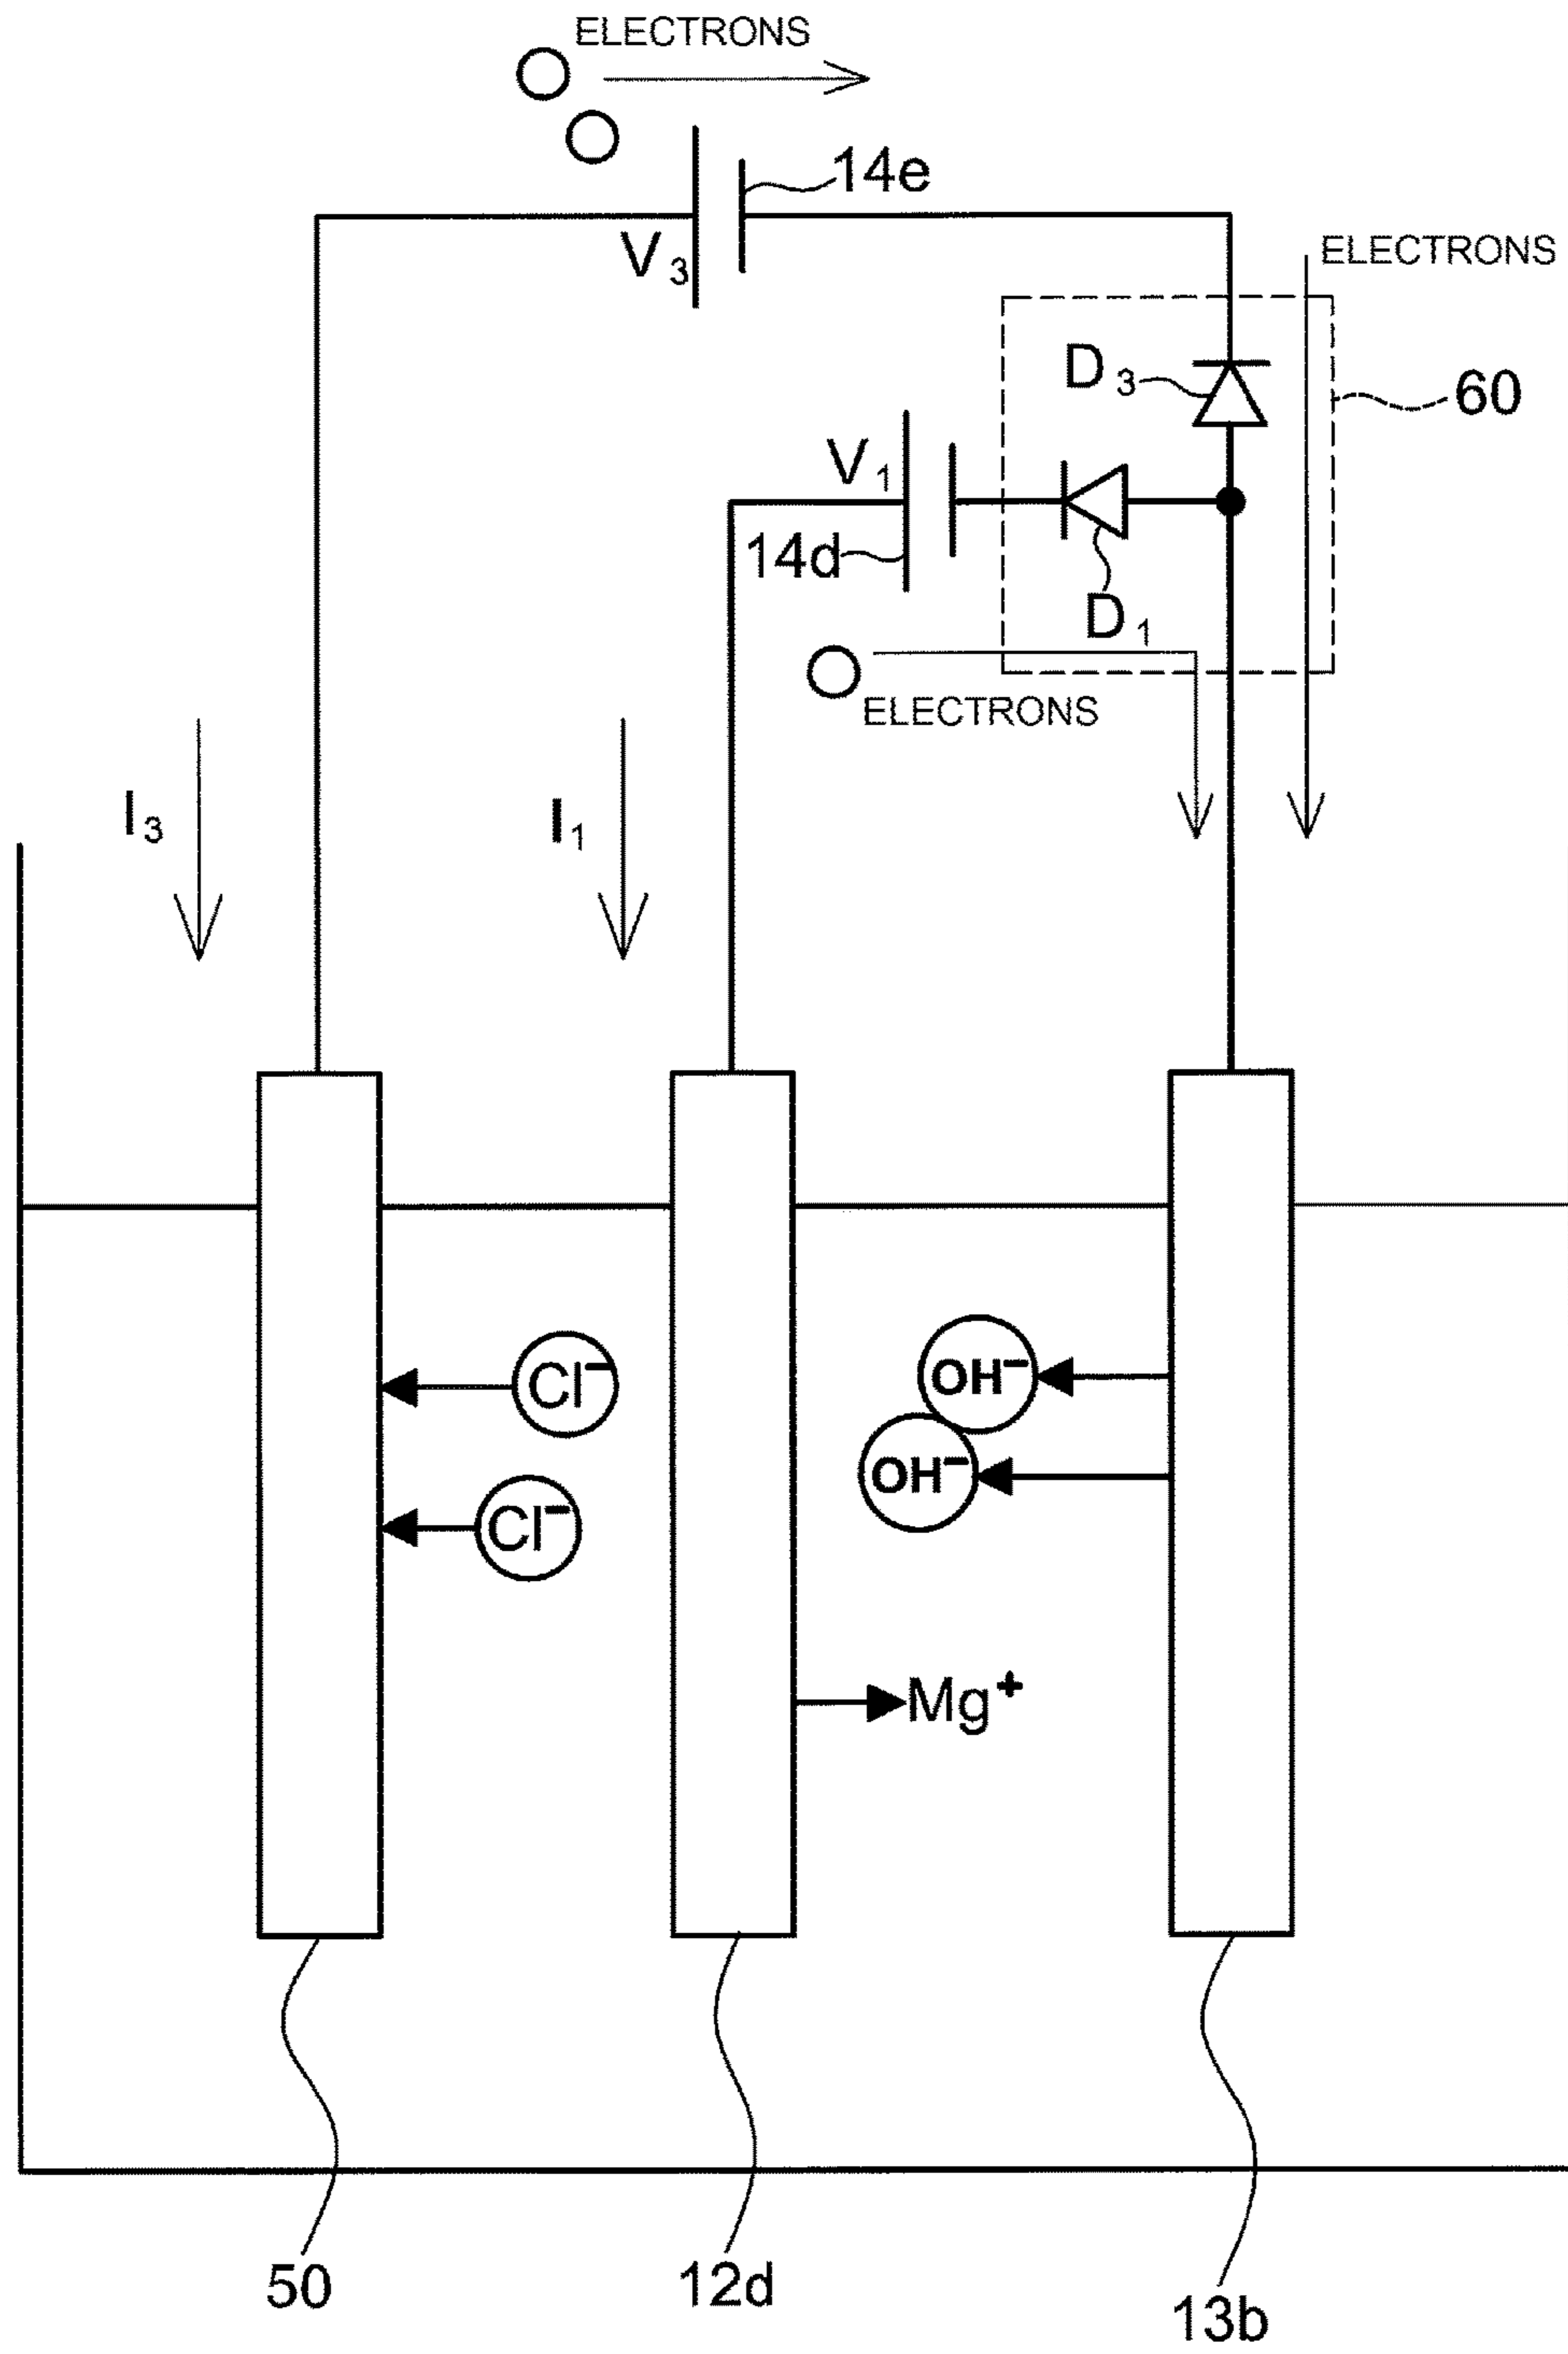 ELECTRONS
14e
V3
ELECTRONS
D3
60
V1
14d
D1
ELECTRONS
I3
I1
Cl−
OH−
OH−
Cl−
Mg+
50
12d
13b